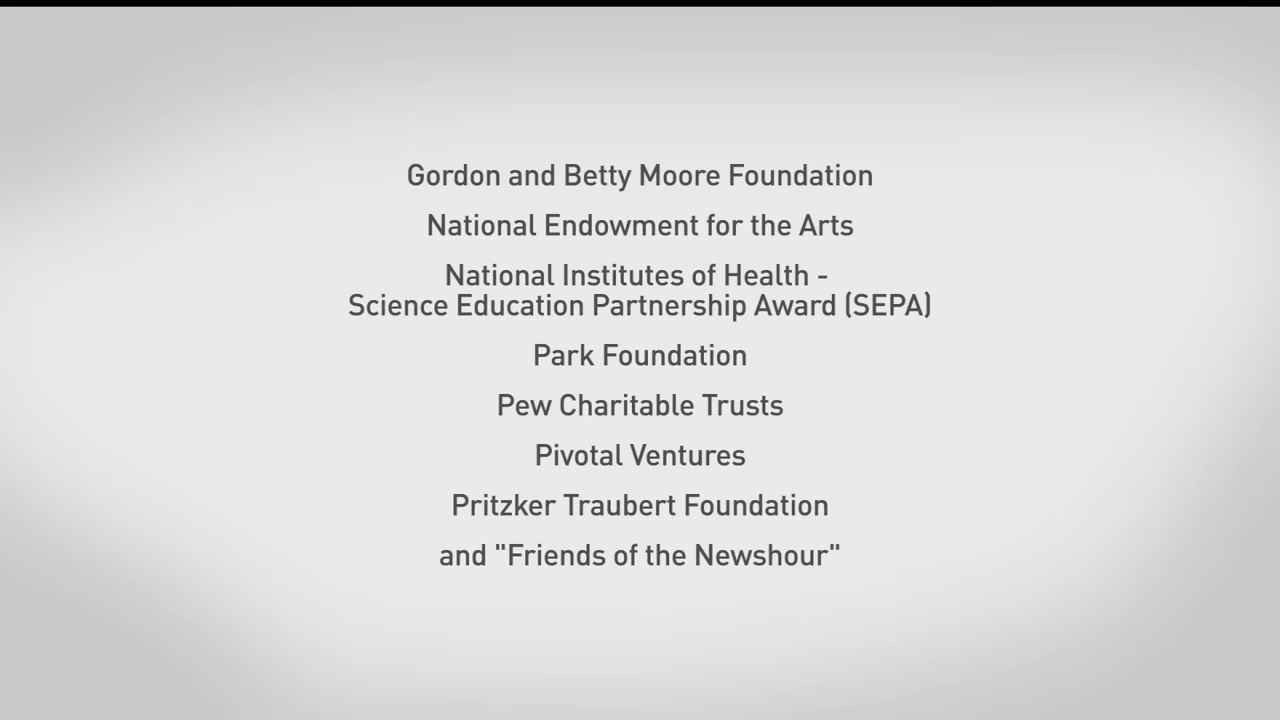 Gordon and Betty Moore Foundation
National Endowment for the Arts
National Institutes of Health -
Science Education Partnership Award (SEPA)
Park Foundation
Pew Charitable Trusts
Pivotal Ventures
Pritzker Traubert Foundation
and "Friends of the Newshour"